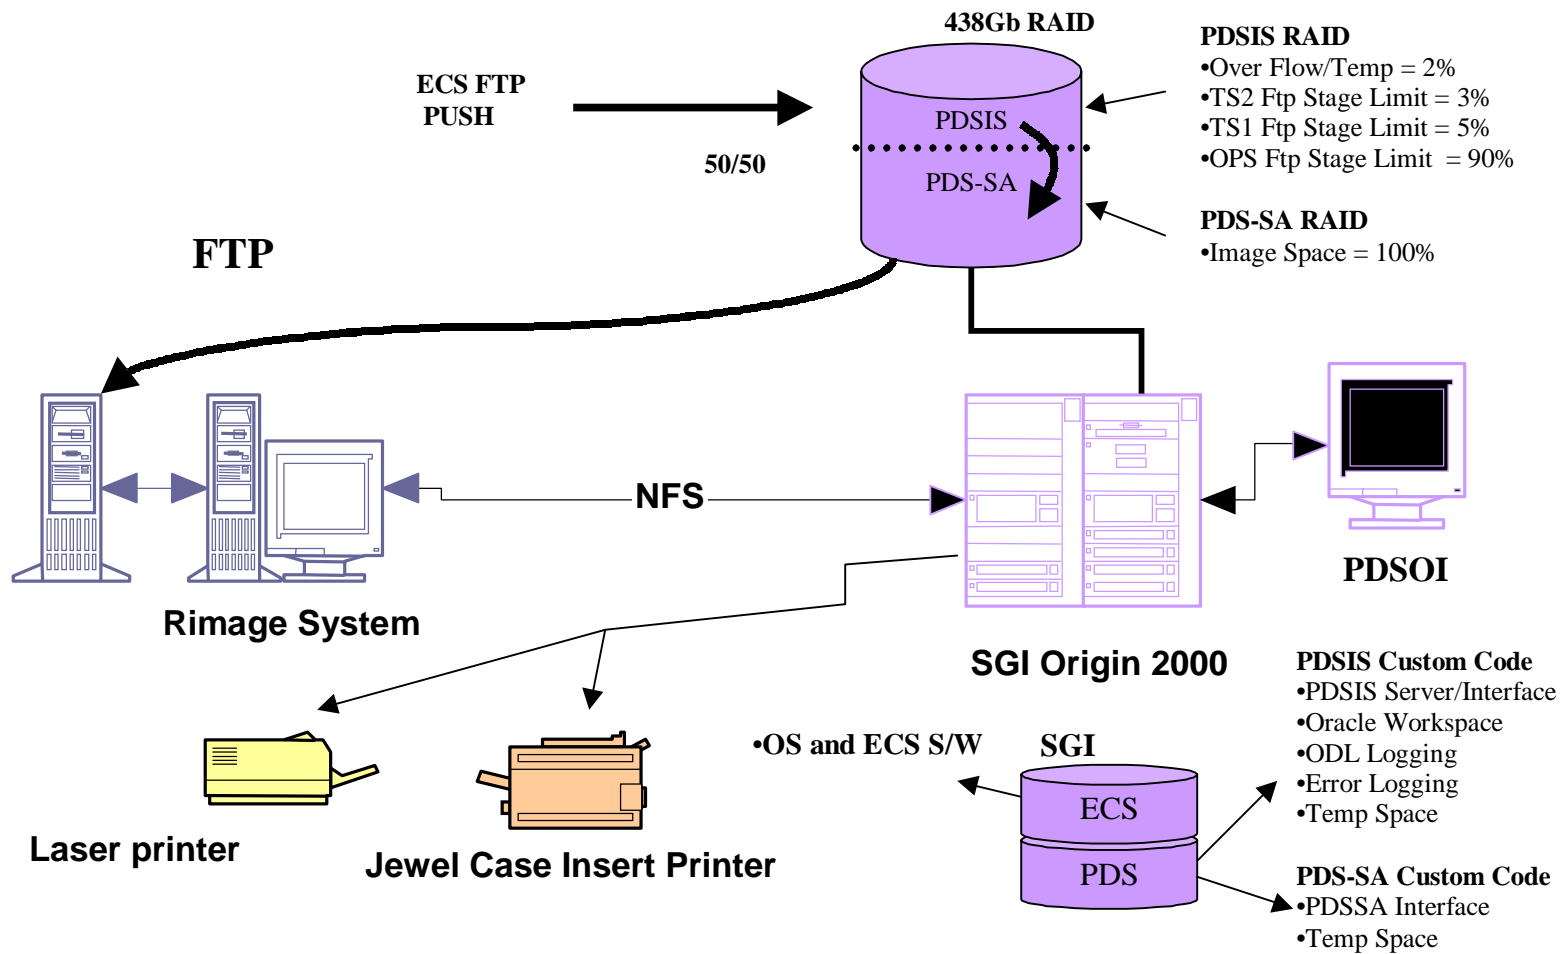 438Gb RAID
ECS FTP
PUSH
50/50
PDSIS
PDS-SA
PDSIS RAID
•Over Flow/Temp = 2%
•TS2 Ftp Stage Limit = 3%
•TS1 Ftp Stage Limit = 5%
•OPS Ftp Stage Limit  = 90%
PDS-SA RAID
•Image Space = 100%
FTP
NFS
Rimage System
SGI Origin 2000
PDSOI
Laser printer
Jewel Case Insert Printer
•OS and ECS S/W
SGI
ECS
PDS
PDSIS Custom Code
•PDSIS Server/Interface
•Oracle Workspace
•ODL Logging
•Error Logging
•Temp Space
PDS-SA Custom Code
•PDSSA Interface
•Temp Space